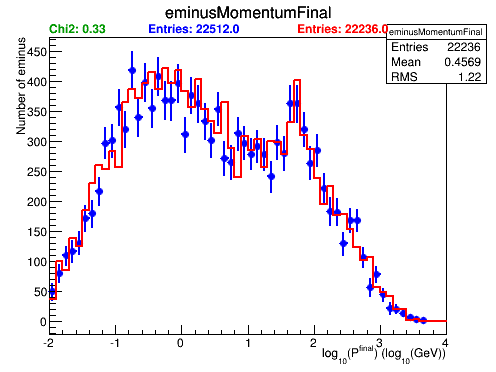 eminusMomentumFinal
Chi2: 0.33 Entries: 22512.0 Entries: 22236.0
eminusMomentumFinal
Entries 22236
Mean 0.4569
RMS 1.22
Number of eminus
450
400
350
300
250
200
150
100
50
0
-2 -1 0 1 2 3 4
log10(Pfinal) (log10(GeV))